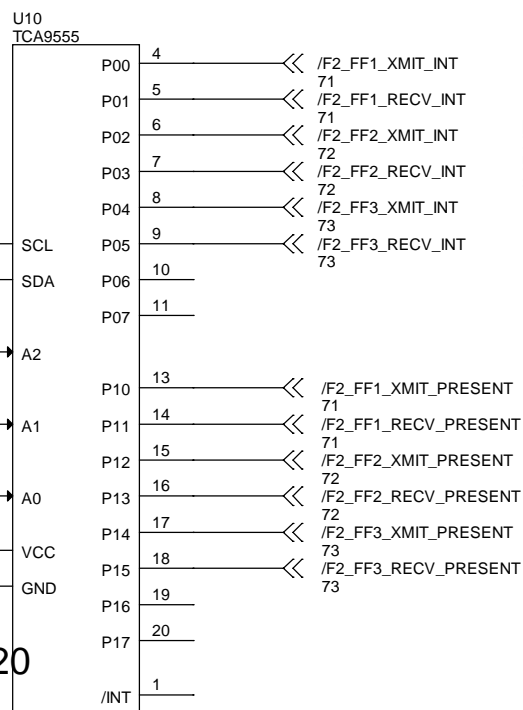 U10
TCA9555
P00 4 /F2_FF1_XMIT_INT
71
P01 5 /F2_FF1_RECV_INT
71
P02 6 /F2_FF2_XMIT_INT
72
P03 7 /F2_FF2_RECV_INT
72
P04 8 /F2_FF3_XMIT_INT
73
SCL P05 9 /F2_FF3_RECV_INT
73
SDA P06 10
P07 11
A2
P10 13 /F2_FF1_XMIT_PRESENT
71
A1 P11 14 /F2_FF1_RECV_PRESENT
71
P12 15 /F2_FF2_XMIT_PRESENT
72
A0 P13 16 /F2_FF2_RECV_PRESENT
72
P14 17 /F2_FF3_XMIT_PRESENT
73
VCC P15 18 /F2_FF3_RECV_PRESENT
73
GND P16 19
P17 20
20
/INT 1